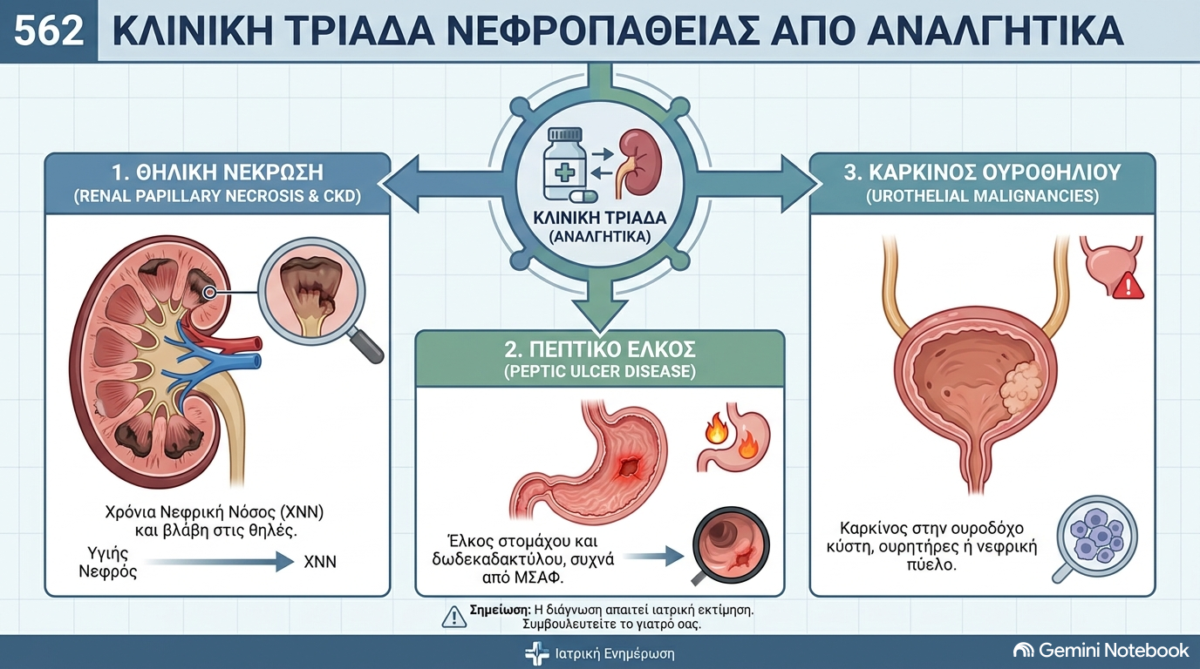 562
ΚΛΙΝΙΚΗ ΤΡΙΑΔΑ ΝΕΦΡΟΠΑΘΕΙΑΣ ΑΠΟ ΑΝΑΛΓΗΤΙΚΑ
ΚΛΙΝΙΚΗ ΤΡΙΑΔΑ
(ΑΝΑΛΓΗΤΙΚΑ)
1. ΘΗΛΙΚΗ ΝΕΚΡΩΣΗ
(RENAL PAPILLARY NECROSIS & CKD)
Χρόνια Νεφρική Νόσος (ΧΝΝ)
και βλάβη στις θηλές.
Υγιής
Νεφρός
ΧΝΝ
2. ΠΕΠΤΙΚΟ ΕΛΚΟΣ
(PEPTIC ULCER DISEASE)
Έλκος στομάχου και
δωδεκαδακτύλου, συχνά
από ΜΣΑΦ.
3. ΚΑΡΚΙΝΟΣ ΟΥΡΟΘΗΛΙΟΥ
(UROTHELIAL MALIGNANCIES)
Καρκίνος στην ουροδόχο
κύστη, ουρητήρες ή νεφρική
πύελο.
Σημείωση: Η διάγνωση απαιτεί ιατρική εκτίμηση.
Συμβουλευτείτε το γιατρό σας.
Ιατρική Ενημέρωση
Gemini Notebook